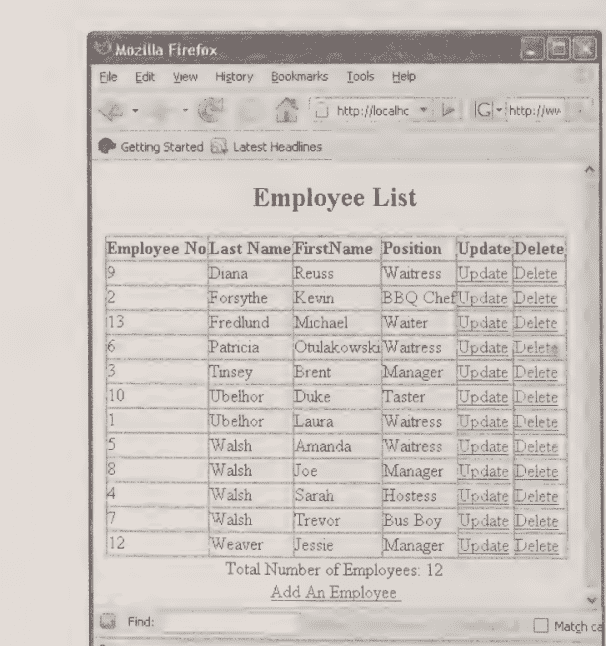 Mozilla Firefox
File Edit View History Bookmarks Tools Help
http://localhc G http://ww
Getting Started Latest Headlines
Employee List
Employee No Last Name FirstName Position Update Delete
9 Diana Reuss Waitress Update Delete
2 Forsythe Kevin BBQ Chef Update Delete
13 Fredlund Michael Waiter Update Delete
6 Patricia Otulakowski Waitress Update Delete
3 Tinsey Brent Manager Update Delete
10 Ubelhor Duke Taster Update Delete
1 Ubelhor Laura Waitress Update Delete
5 Walsh Amanda Waitress Update Delete
8 Walsh Joe Manager Update Delete
4 Walsh Sarah Hostess Update Delete
7 Walsh Trevor Bus Boy Update Delete
12 Weaver Jessie Manager Update Delete
Total Number of Employees: 12
Add An Employee
Find: Match ca